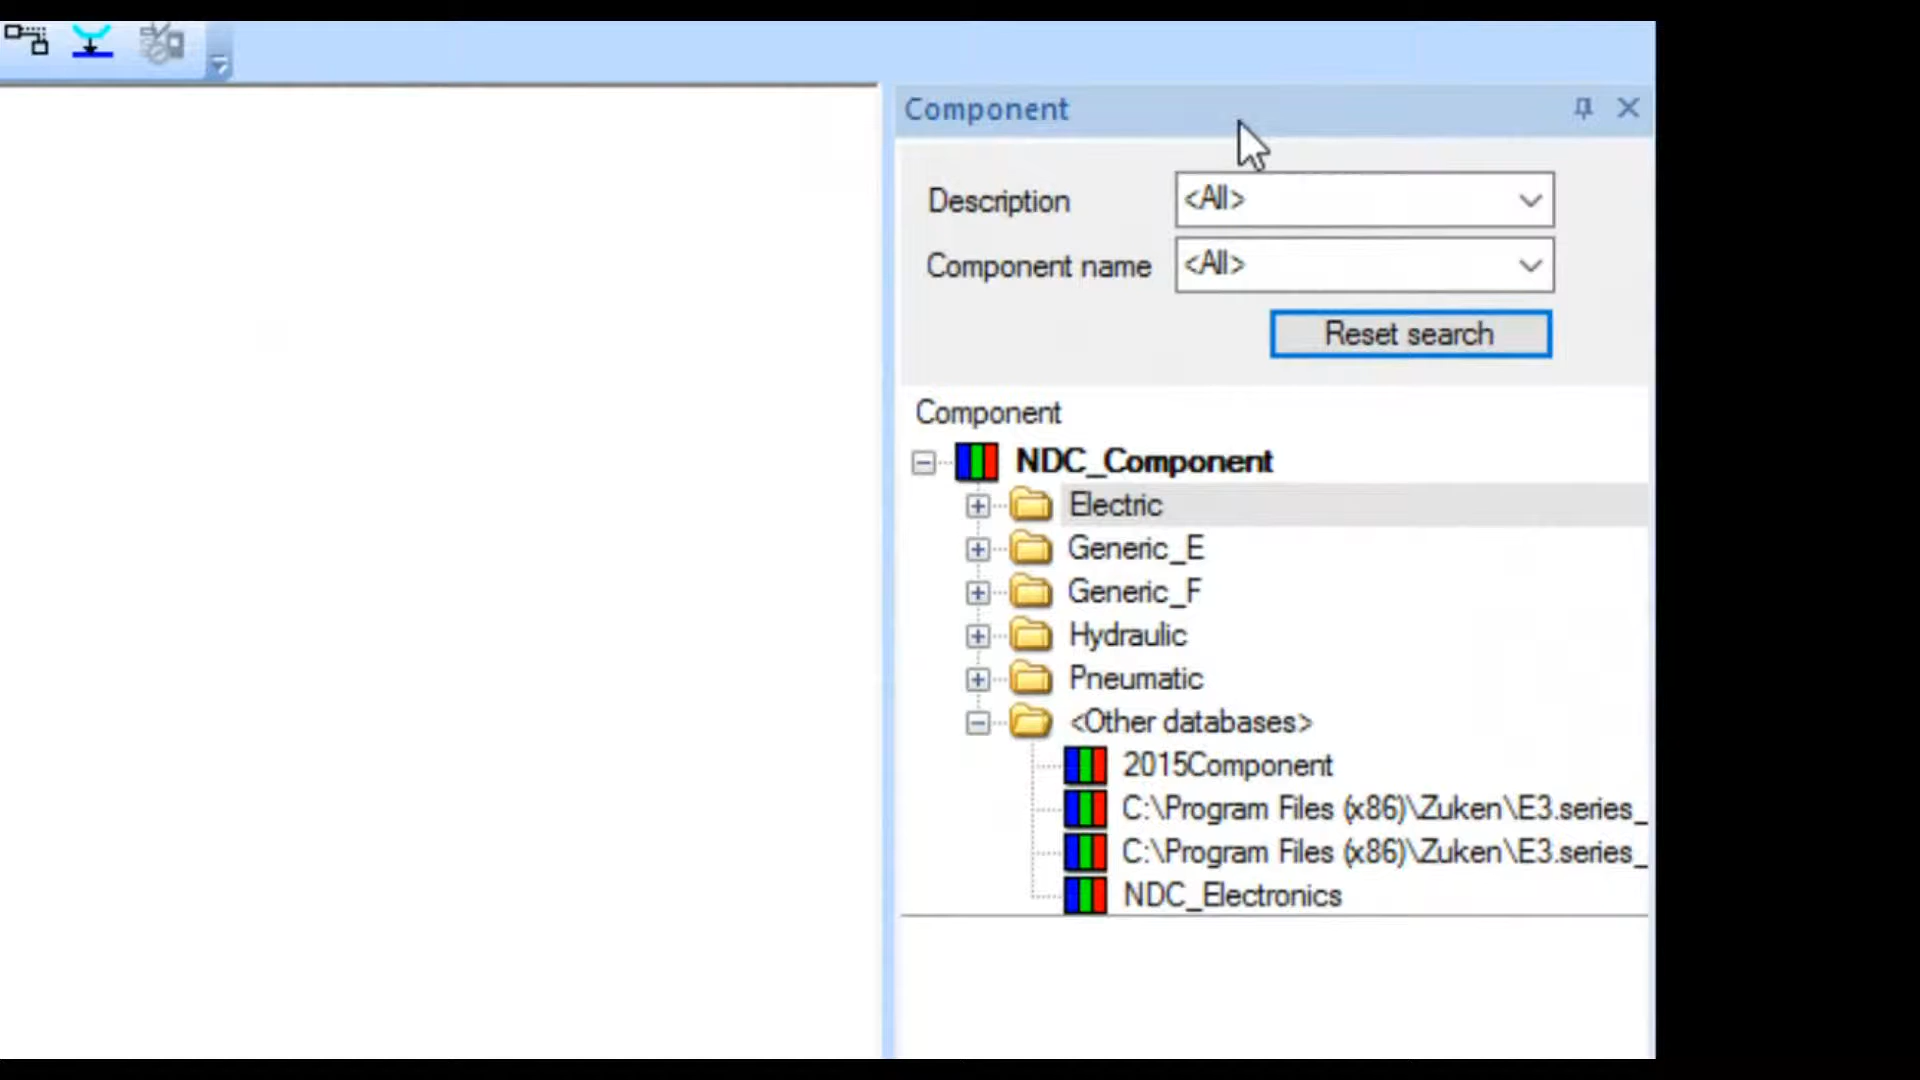 Component
Description <All>
Component name <All>
Reset search
Component
NDC_Component
Electric
Generic_E
Generic_F
Hydraulic
Pneumatic
<Other databases>
2015Component
C:\Program Files (x86)\Zuken\E3.series_
C:\Program Files (x86)\Zuken\E3.series_
NDC_Electronics